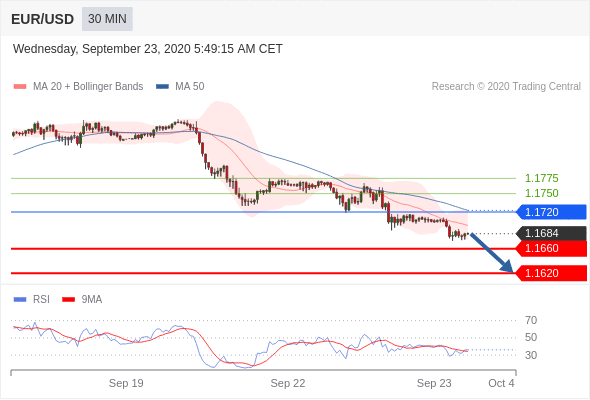 EUR/USD 30 MIN
Wednesday, September 23, 2020 5:49:15 AM CET
MA 20 + Bollinger Bands MA 50 Research © 2020 Trading Central
1.1775
1.1750
1.1720
1.1684
1.1660
1.1620
RSI 9MA
70
50
30
Sep 19 Sep 22 Sep 23 Oct 4